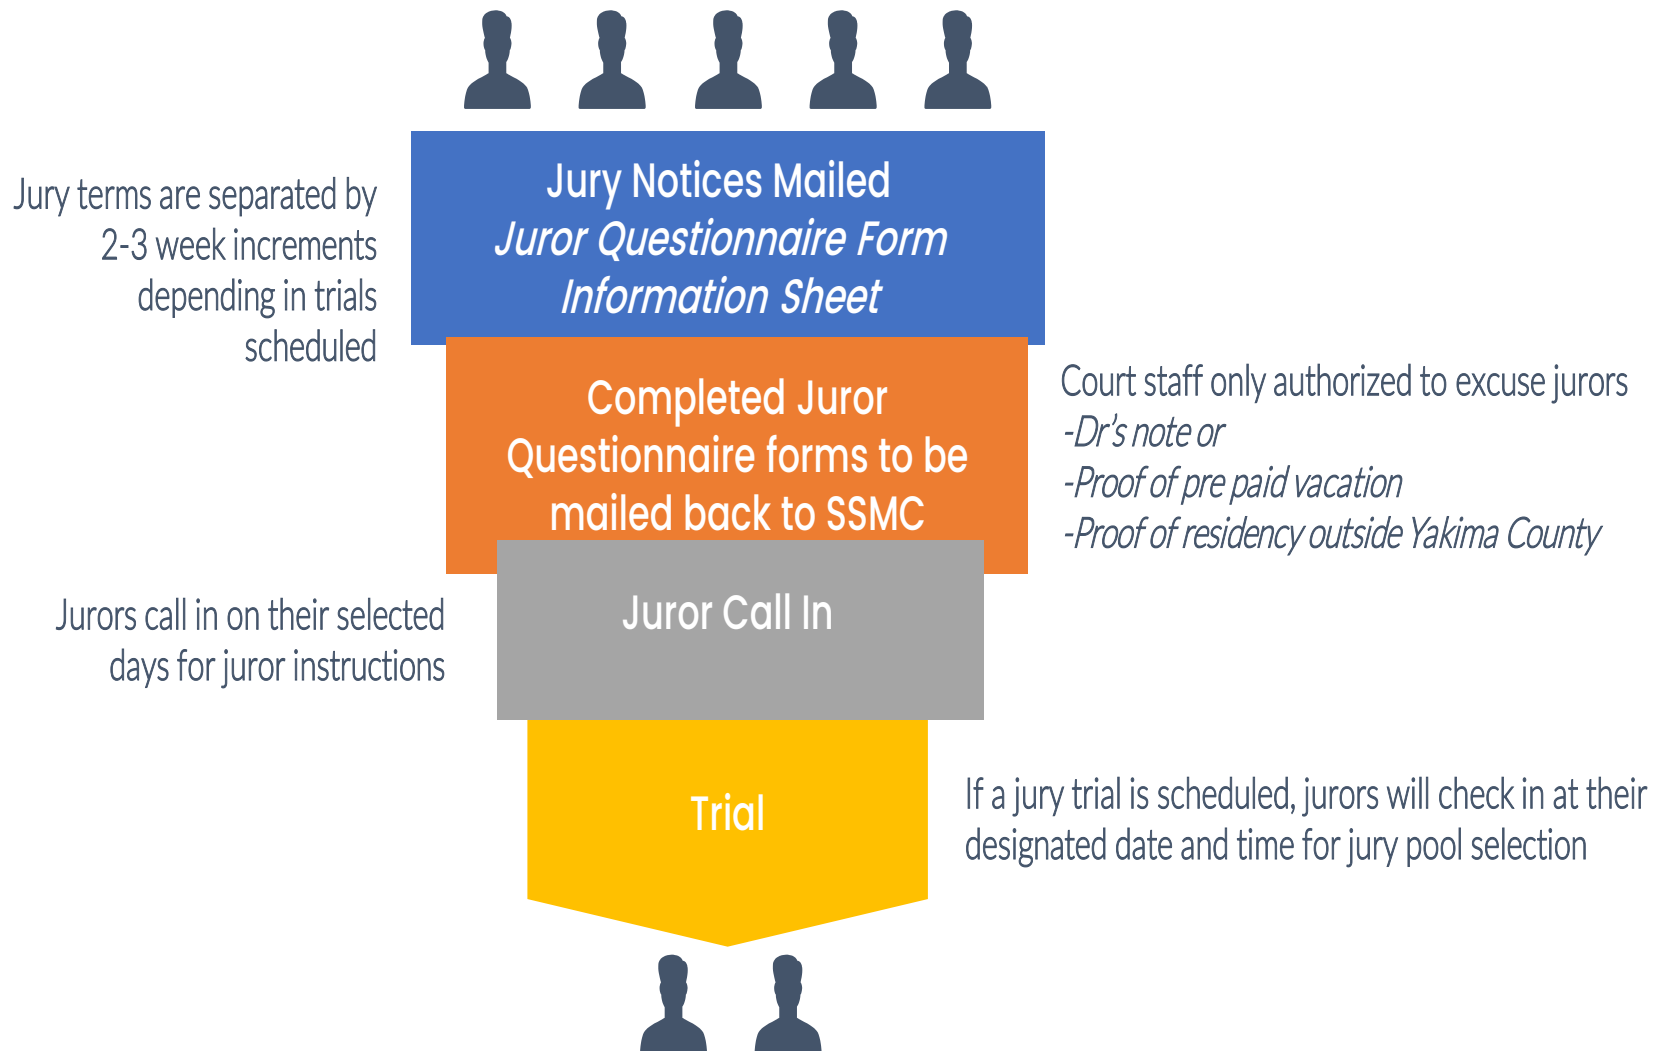 Jury Notices Mailed
Juror Questionnaire Form
Information Sheet
Jury terms are separated by
2-3 week increments
depending in trials
scheduled
Completed Juror
Questionnaire forms to be
mailed back to SSMC
Court staff only authorized to excuse jurors
-Dr's note or
-Proof of pre paid vacation
-Proof of residency outside Yakima County
Juror Call In
Jurors call in on their selected
days for juror instructions
Trial
If a jury trial is scheduled, jurors will check in at their
designated date and time for jury pool selection